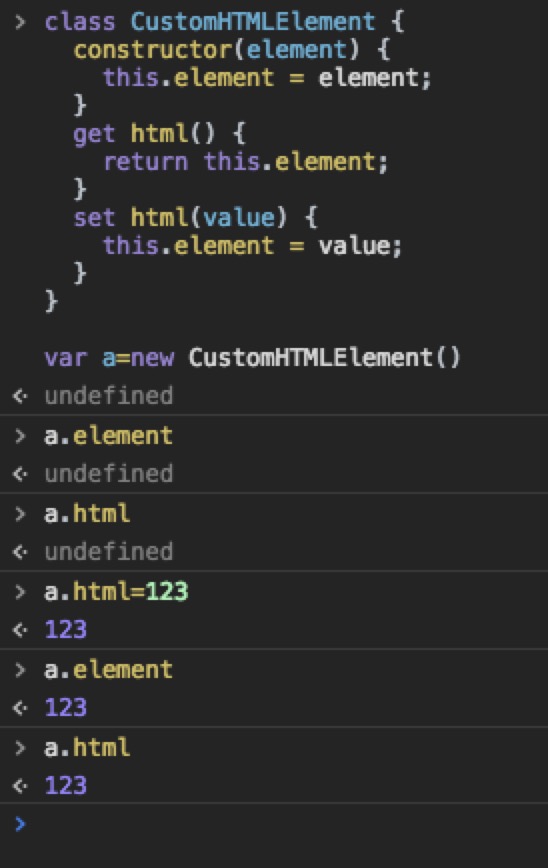 > class CustomHTMLElement {
constructor(element) {
this.element = element;
}
get html() {
return this.element;
}
set html(value) {
this.element = value;
}
}
var a=new CustomHTMLElement()
< undefined
> a.element
< undefined
> a.html
< undefined
> a.html=123
< 123
> a.element
< 123
> a.html
< 123
>